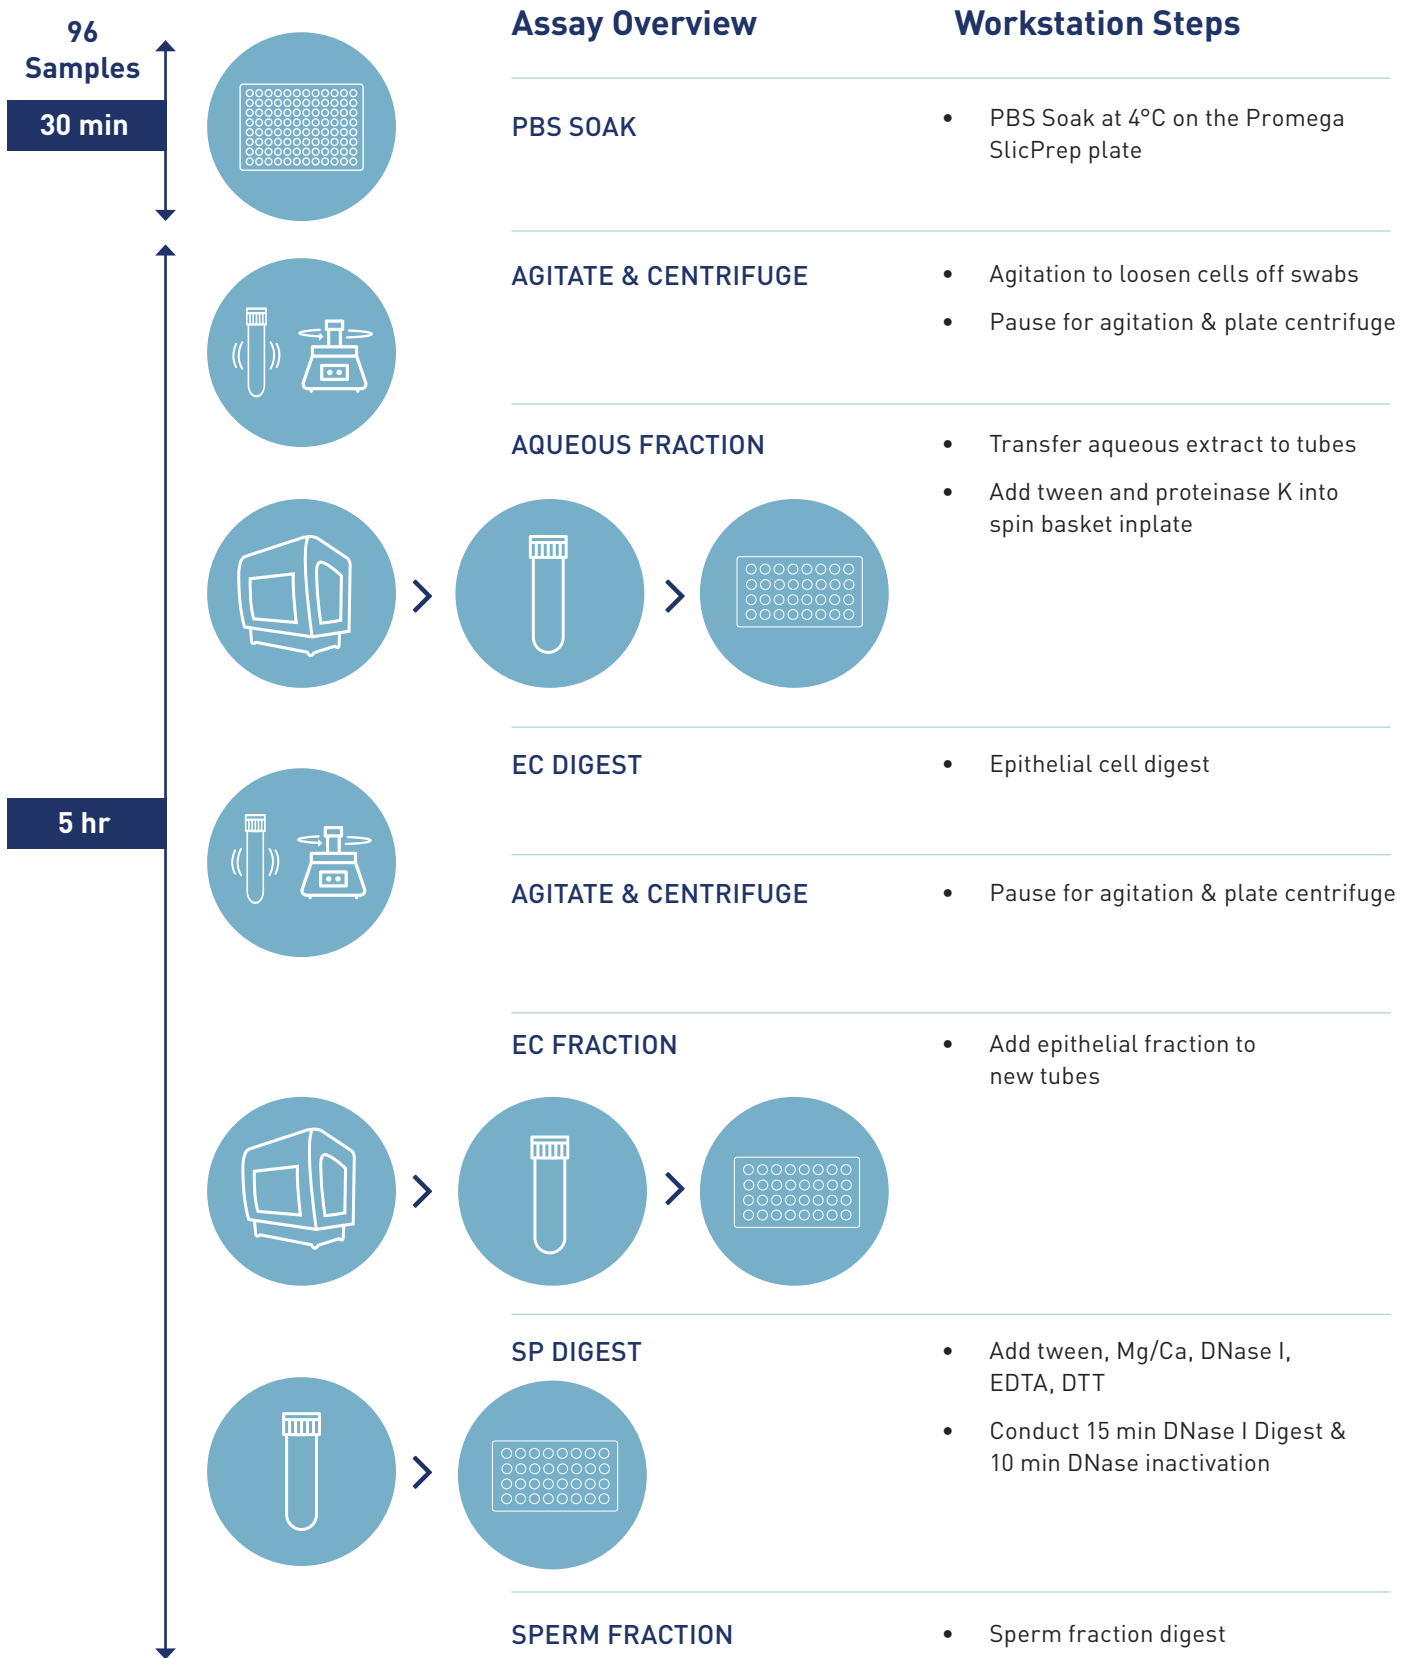 96
Samples
30 min
Assay Overview
Workstation Steps
PBS SOAK
• PBS Soak at 4°C on the Promega
SlicPrep plate
AGITATE & CENTRIFUGE
• Agitation to loosen cells off swabs
• Pause for agitation & plate centrifuge
AQUEOUS FRACTION
• Transfer aqueous extract to tubes
• Add tween and proteinase K into
spin basket inplate
5 hr
EC DIGEST
• Epithelial cell digest
AGITATE & CENTRIFUGE
• Pause for agitation & plate centrifuge
EC FRACTION
• Add epithelial fraction to
new tubes
SP DIGEST
• Add tween, Mg/Ca, DNase I,
EDTA, DTT
• Conduct 15 min DNase I Digest &
10 min DNase inactivation
SPERM FRACTION
• Sperm fraction digest